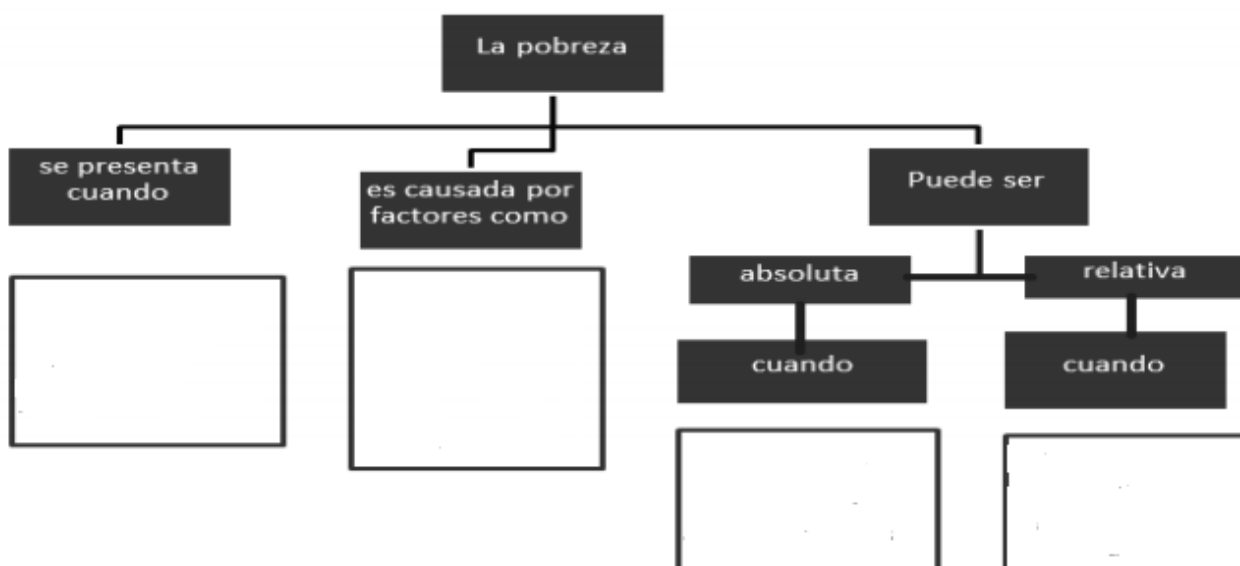 La pobreza
se presenta
cuando
es causada por
factores como
Puede ser
absoluta
relativa
cuando
cuando